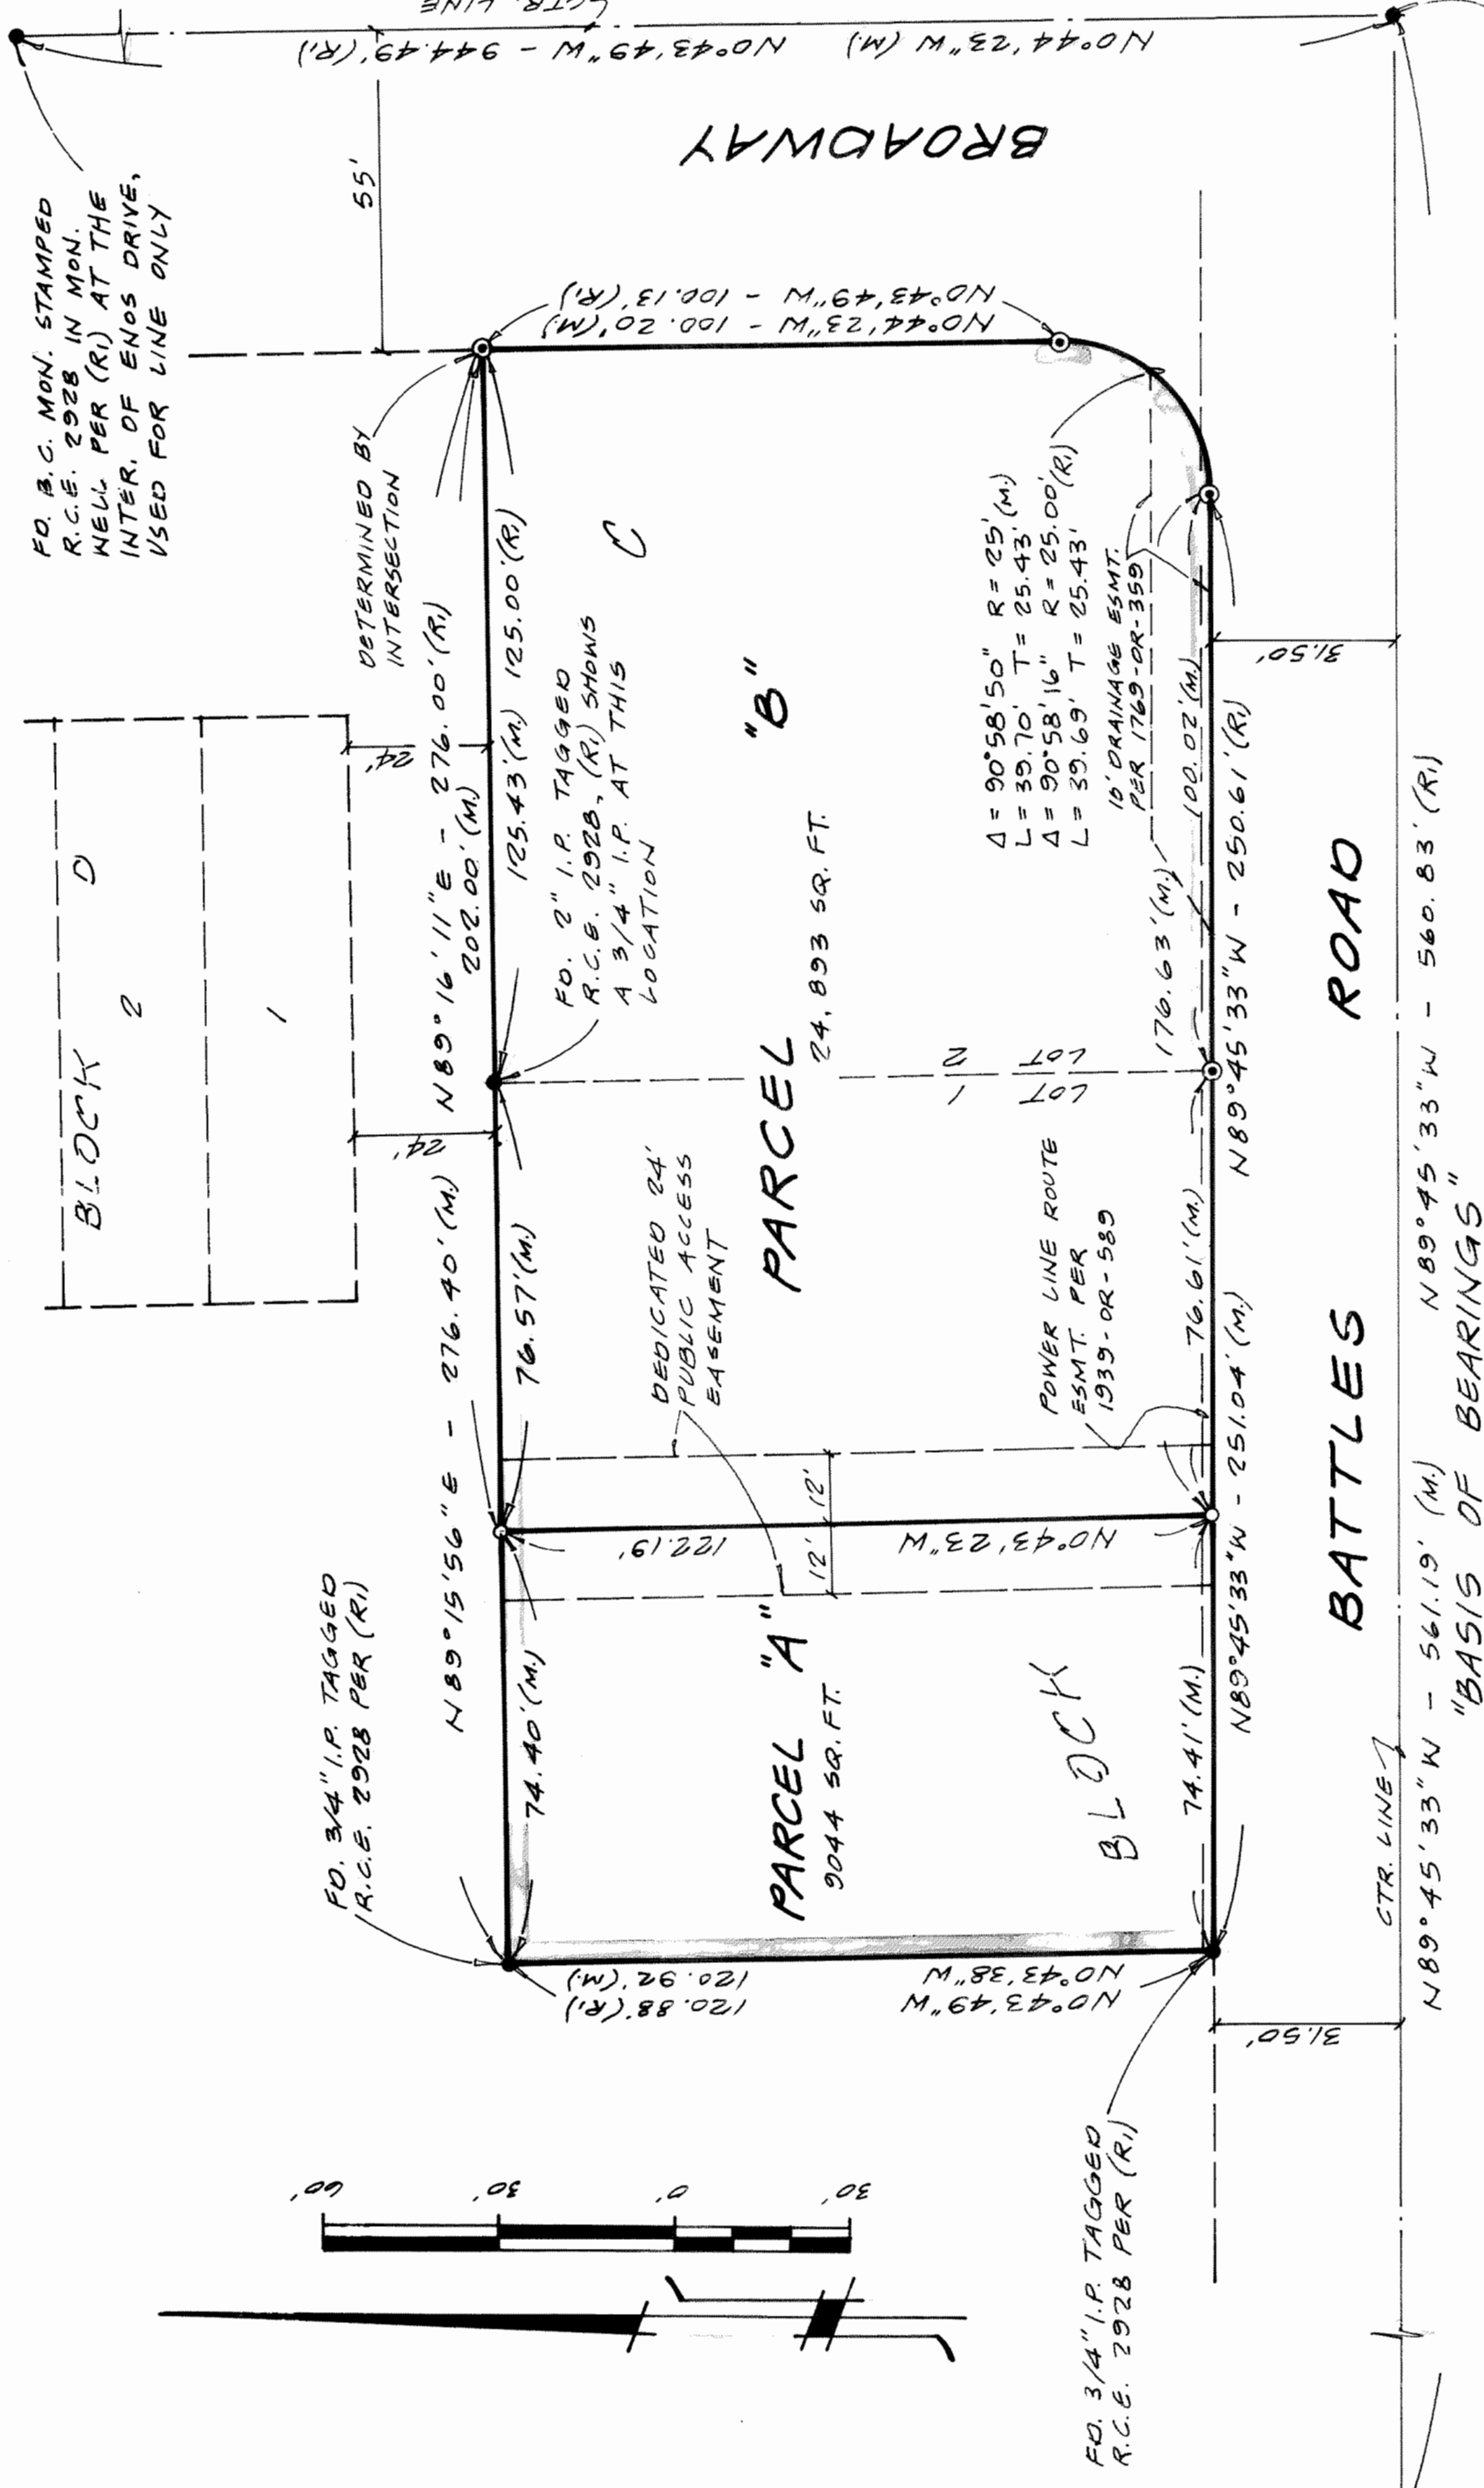 FD. B.C. MON. STAMPED
R.C.E. 2928 IN MON.
WELL PER (R1) AT THE
INTER. OF ENOS DRIVE,
USED FOR LINE ONLY
CTR. LINE
N0°43'49"W - 944.49' (R1)
N0°44'23"W (M.)
55'
BROADWAY
N0°43'49"W - 100.13' (R1)
N0°44'23"W - 100.20' (M.)
DETERMINED BY
INTERSECTION
BLOCK D
2
1
24'
24'
N89°16'11"E - 276.00' (R1)
202.00' (M.)
N89°15'56"E - 276.40' (M.)
125.43' (M.) 125.00' (R1)
76.57' (M.)
74.40' (M.)
C
FD. 2" I.P. TAGGED
R.C.E. 2928, (R1) SHOWS
A 3/4" I.P. AT THIS
LOCATION
FD. 3/4" I.P. TAGGED
R.C.E. 2928 PER (R1)
DEDICATED 24'
PUBLIC ACCESS
EASEMENT
PARCEL "B"
24,893 SQ. FT.
PARCEL "A"
9044 SQ. FT.
12' 12'
122.19'
N0°43'23"W
LOT 1
LOT 2
Δ = 90°58'50" R = 25'
L = 39.70' T = 25.43' (M.)
Δ = 90°58'16" R = 25.00'
L = 39.69' T = 25.43' (R1)
10' DRAINAGE ESMT.
PER 1769-OR-359
POWER LINE ROUTE
ESMT. PER
1939-OR-589
BLOCK
120.88' (R1)
120.92' (M.)
N0°43'49"W
N0°43'38"W
176.63' (M.)
100.02' (M.)
76.61' (M.)
74.41' (M.)
N89°45'33"W - 250.61' (R1)
N89°45'33"W - 251.04' (M.)
31.50'
31.50'
BATTLES ROAD
CTR. LINE
N89°45'33"W - 561.19' (M.)
N89°45'33"W - 560.83' (R1)
"BASIS OF BEARINGS"
FD. 3/4" I.P. TAGGED
R.C.E. 2928 PER (R1)
60' 30' 0' 30'
N